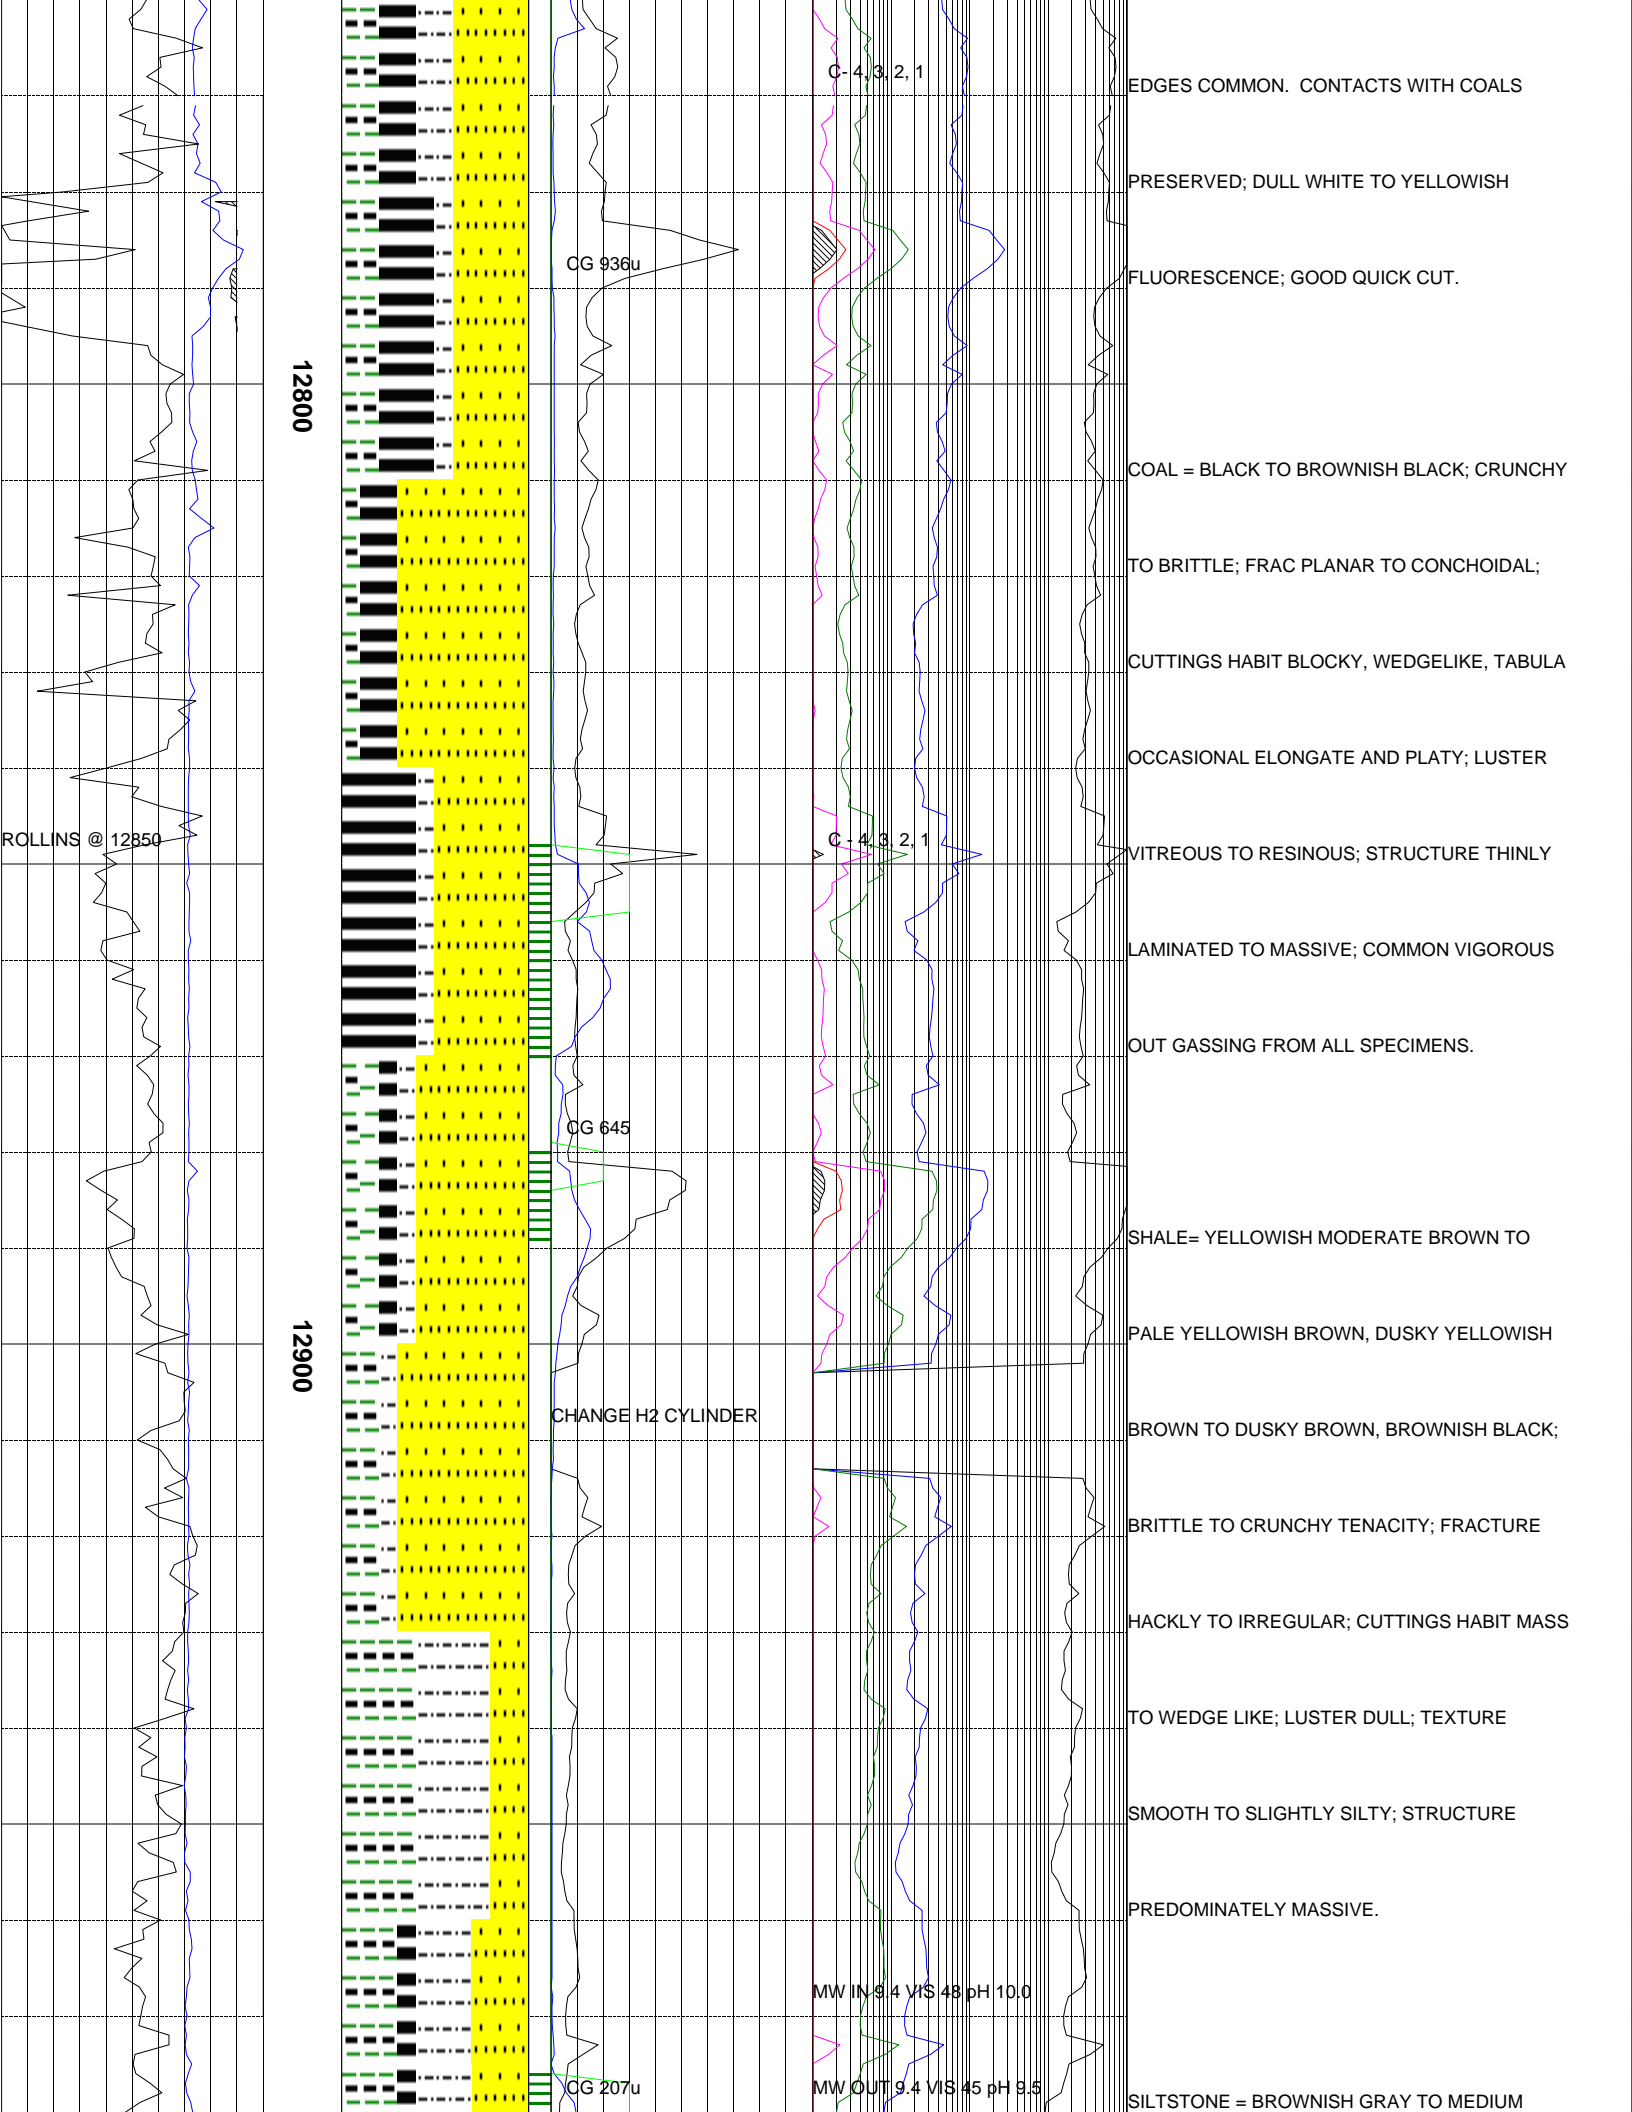 C- 4, 3, 2, 1
EDGES COMMON.  CONTACTS WITH COALS
PRESERVED; DULL WHITE TO YELLOWISH
CG 936u
FLUORESCENCE; GOOD QUICK CUT.
12800
COAL = BLACK TO BROWNISH BLACK; CRUNCHY
TO BRITTLE; FRAC PLANAR TO CONCHOIDAL;
CUTTINGS HABIT BLOCKY, WEDGELIKE, TABULA
OCCASIONAL ELONGATE AND PLATY; LUSTER
ROLLINS @ 12850
C - 4, 3, 2, 1
VITREOUS TO RESINOUS; STRUCTURE THINLY
LAMINATED TO MASSIVE; COMMON VIGOROUS
OUT GASSING FROM ALL SPECIMENS.
CG 645
SHALE= YELLOWISH MODERATE BROWN TO
12900
PALE YELLOWISH BROWN, DUSKY YELLOWISH
CHANGE H2 CYLINDER
BROWN TO DUSKY BROWN, BROWNISH BLACK;
BRITTLE TO CRUNCHY TENACITY; FRACTURE
HACKLY TO IRREGULAR; CUTTINGS HABIT MASS
TO WEDGE LIKE; LUSTER DULL; TEXTURE
SMOOTH TO SLIGHTLY SILTY; STRUCTURE
PREDOMINATELY MASSIVE.
MW IN 9.4 VIS 48 pH 10.0
CG 207u
MW OUT 9.4 VIS 45 pH 9.5
SILTSTONE = BROWNISH GRAY TO MEDIUM